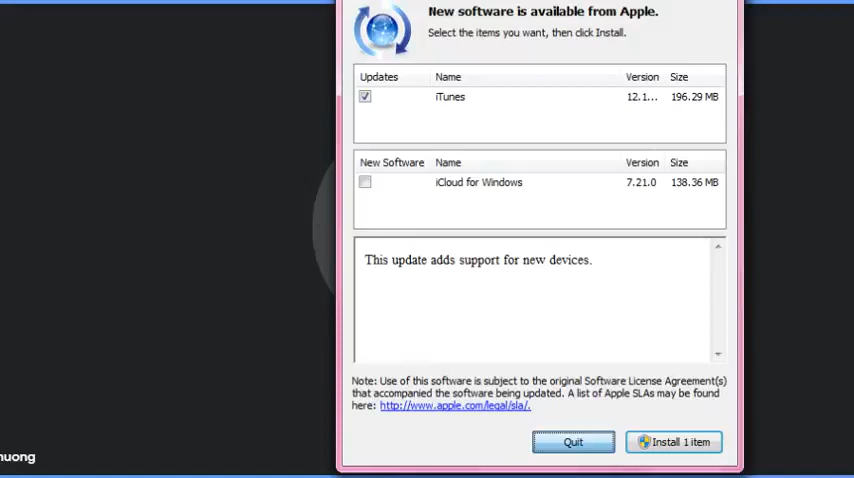 New software is available from Apple.
Select the items you want, then click Install.
Updates Name Version Size
iTunes 12.1... 196.29 MB
New Software Name Version Size
iCloud for Windows 7.21.0 138.36 MB
This update adds support for new devices.
Note: Use of this software is subject to the original Software License Agreement(s)
that accompanied the software being updated. A list of Apple SLAs may be found
here: http://www.apple.com/legal/sla/.
Quit Install 1 item
huong